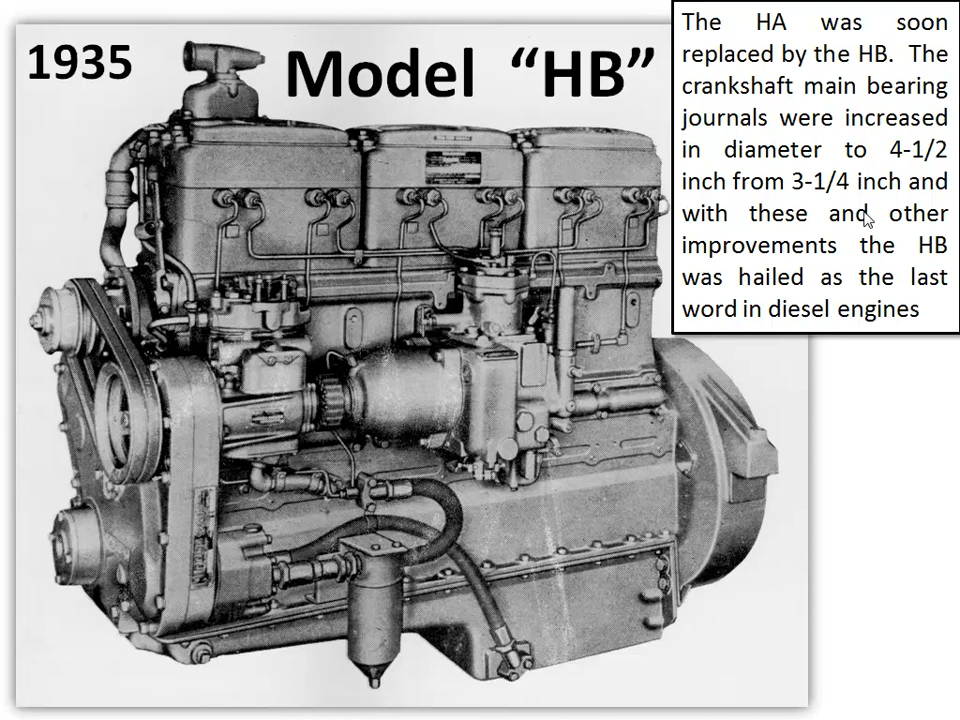 1935
Model “HB”
The HA was soon
replaced by the HB. The
crankshaft main bearing
journals were increased
in diameter to 4-1/2
inch from 3-1/4 inch and
with these and other
improvements the HB
was hailed as the last
word in diesel engines